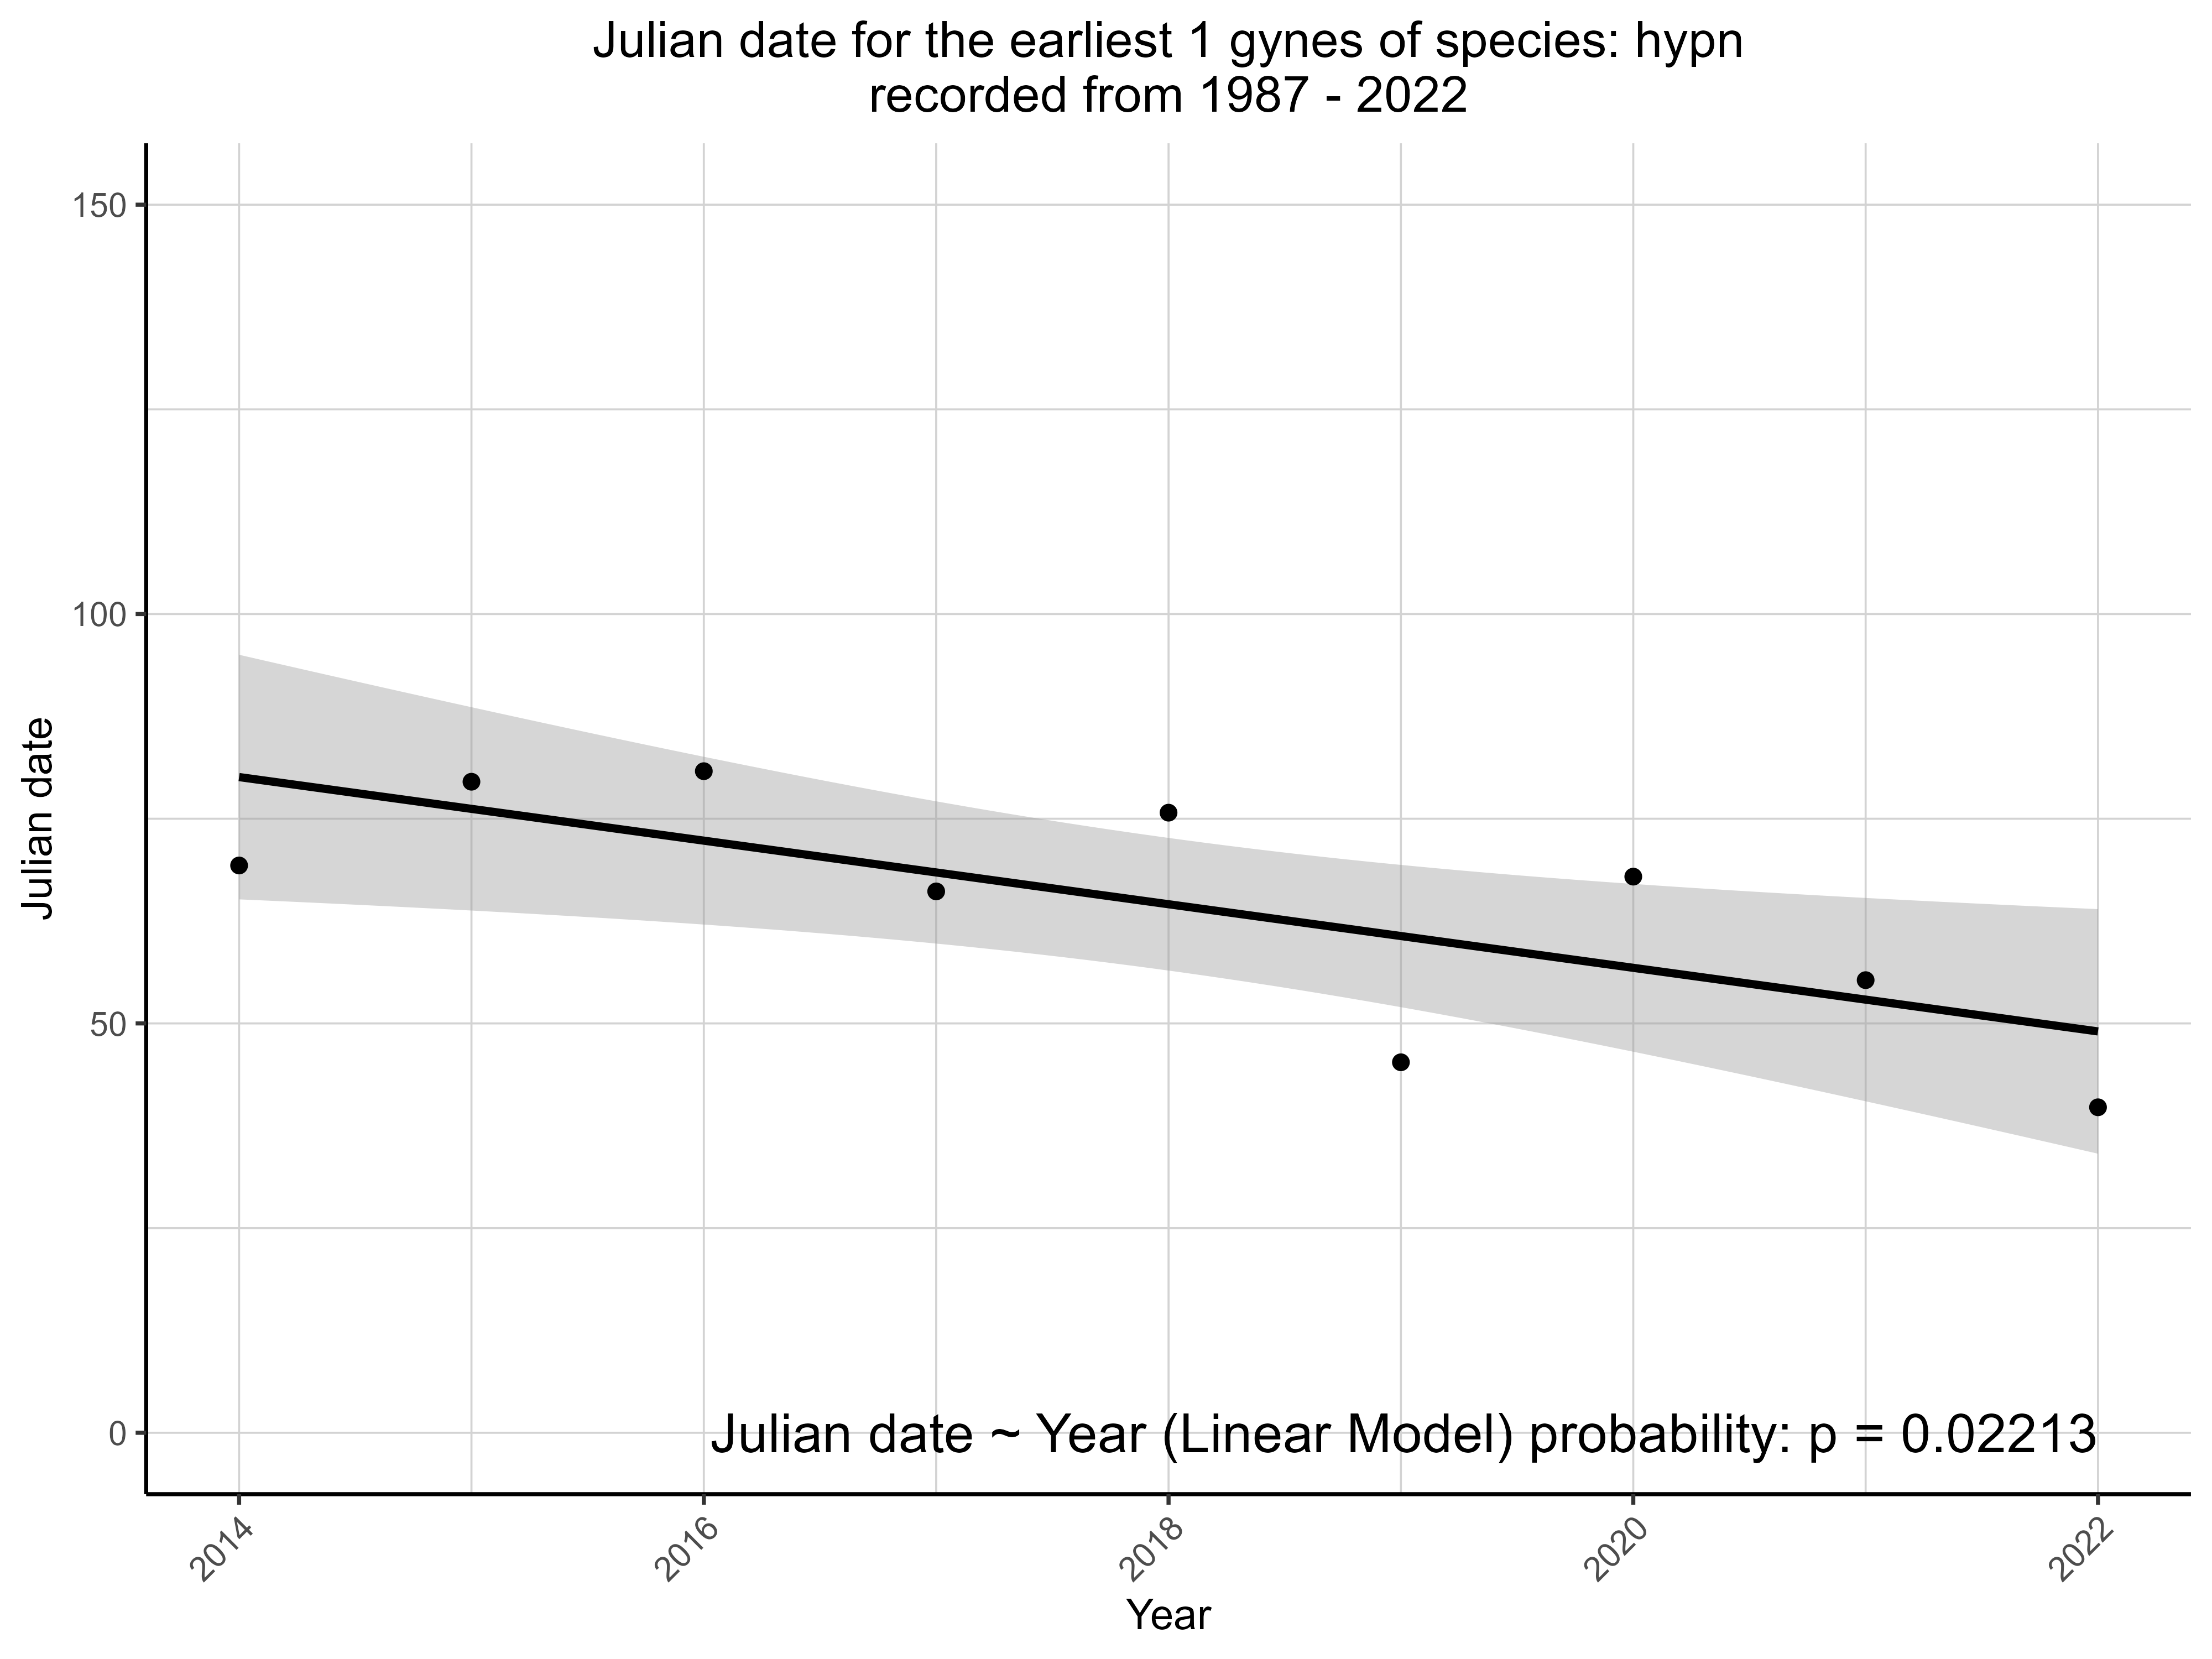 Julian date for the earliest 1 gynes of species: hypn
recorded from 1987 - 2022
150
100
50
0
Julian date
Julian date ~ Year (Linear Model) probability: p = 0.02213
2014
2016
2018
2020
2022
Year